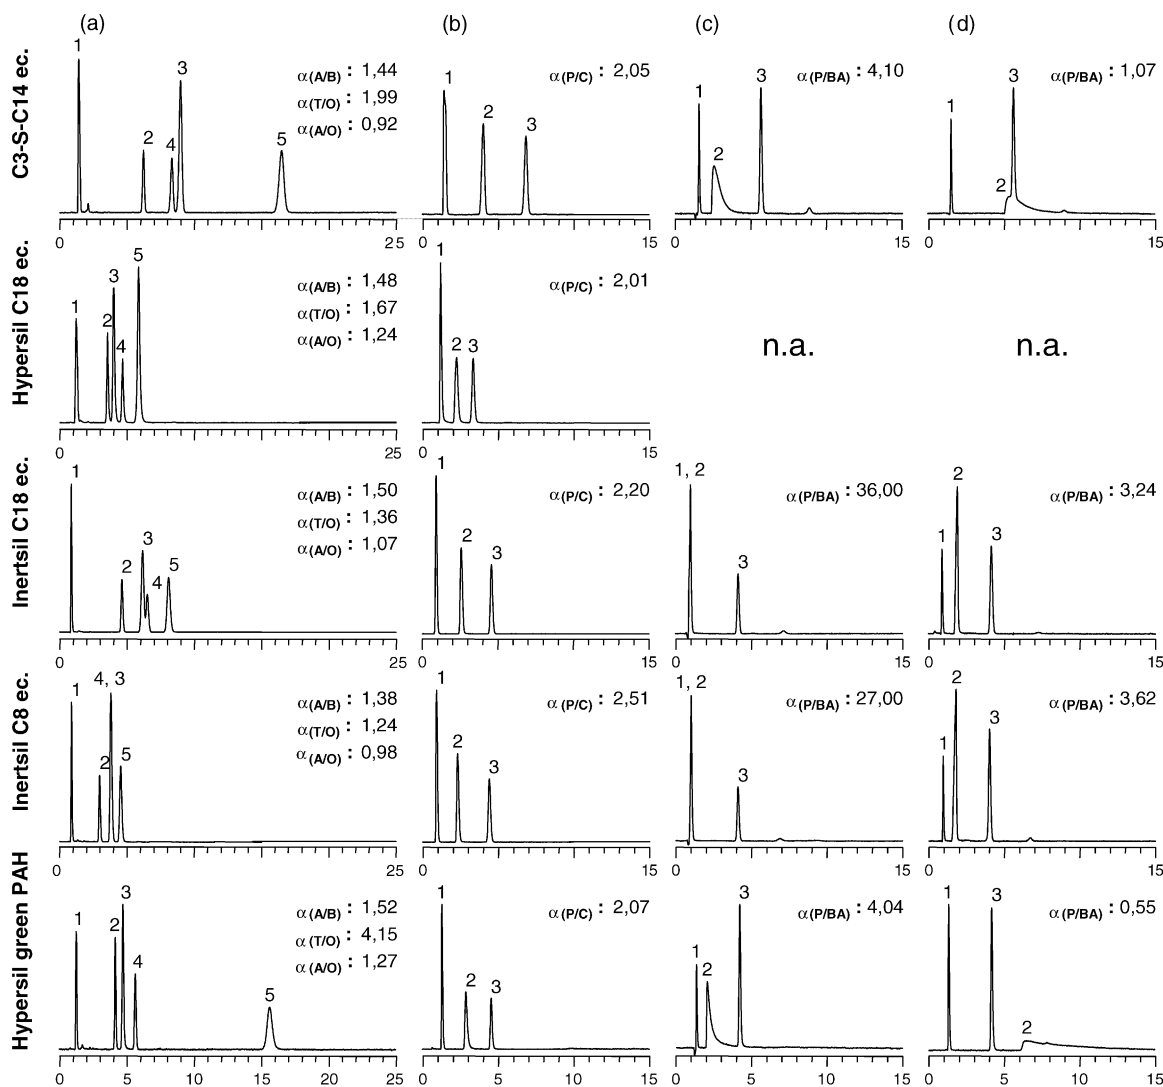 (a) (b) (c) (d)
C3-S-C14 ec.
1 2 4 3 5
α(A/B) : 1,44
α(T/O) : 1,99
α(A/O) : 0,92
0 25
1 2 3
α(P/C) : 2,05
0 15
1 2 3
α(P/BA) : 4,10
0 15
1 2 3
α(P/BA) : 1,07
0 15
Hypersil C18 ec.
1 2 3 4 5
α(A/B) : 1,48
α(T/O) : 1,67
α(A/O) : 1,24
0 25
1 2 3
α(P/C) : 2,01
0 15
n.a.
n.a.
Inertsil C18 ec.
1 2 3 4 5
α(A/B) : 1,50
α(T/O) : 1,36
α(A/O) : 1,07
0 25
1 2 3
α(P/C) : 2,20
0 15
1, 2 3
α(P/BA) : 36,00
0 15
1 2 3
α(P/BA) : 3,24
0 15
Inertsil C8 ec.
1 2 4, 3 5
α(A/B) : 1,38
α(T/O) : 1,24
α(A/O) : 0,98
0 25
1 2 3
α(P/C) : 2,51
0 15
1, 2 3
α(P/BA) : 27,00
0 15
1 2 3
α(P/BA) : 3,62
0 15
Hypersil green PAH
1 2 3 4 5
α(A/B) : 1,52
α(T/O) : 4,15
α(A/O) : 1,27
0 5 10 15 20 25
1 2 3
α(P/C) : 2,07
0 5 10 15
1 2 3
α(P/BA) : 4,04
0 5 10 15
1 3 2
α(P/BA) : 0,55
0 5 10 15